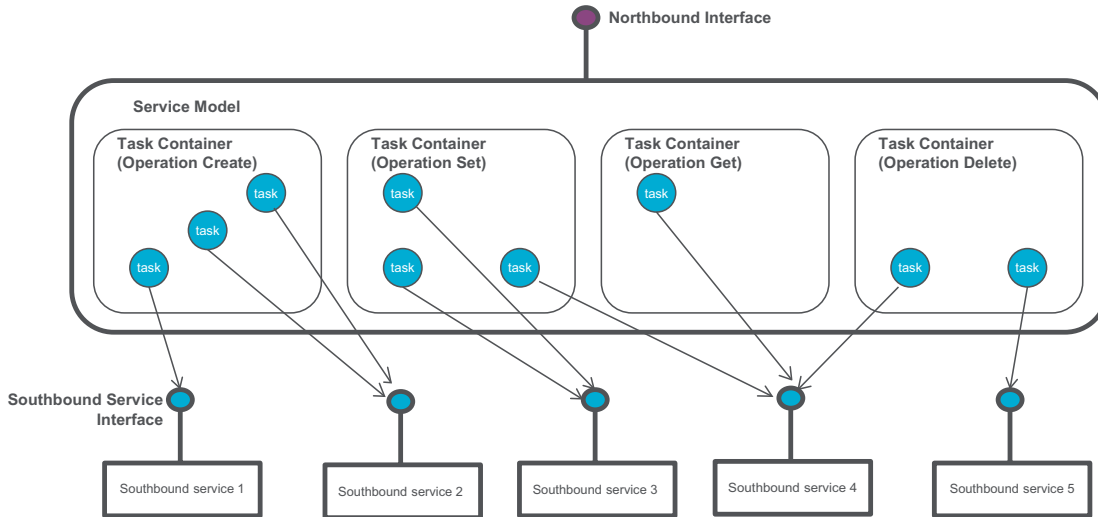 Northbound Interface
Service Model
Task Container
(Operation Create)
task
task
task
Task Container
(Operation Set)
task
task
task
Task Container
(Operation Get)
task
Task Container
(Operation Delete)
task
task
Southbound Service
Interface
Southbound service 1
Southbound service 2
Southbound service 3
Southbound service 4
Southbound service 5